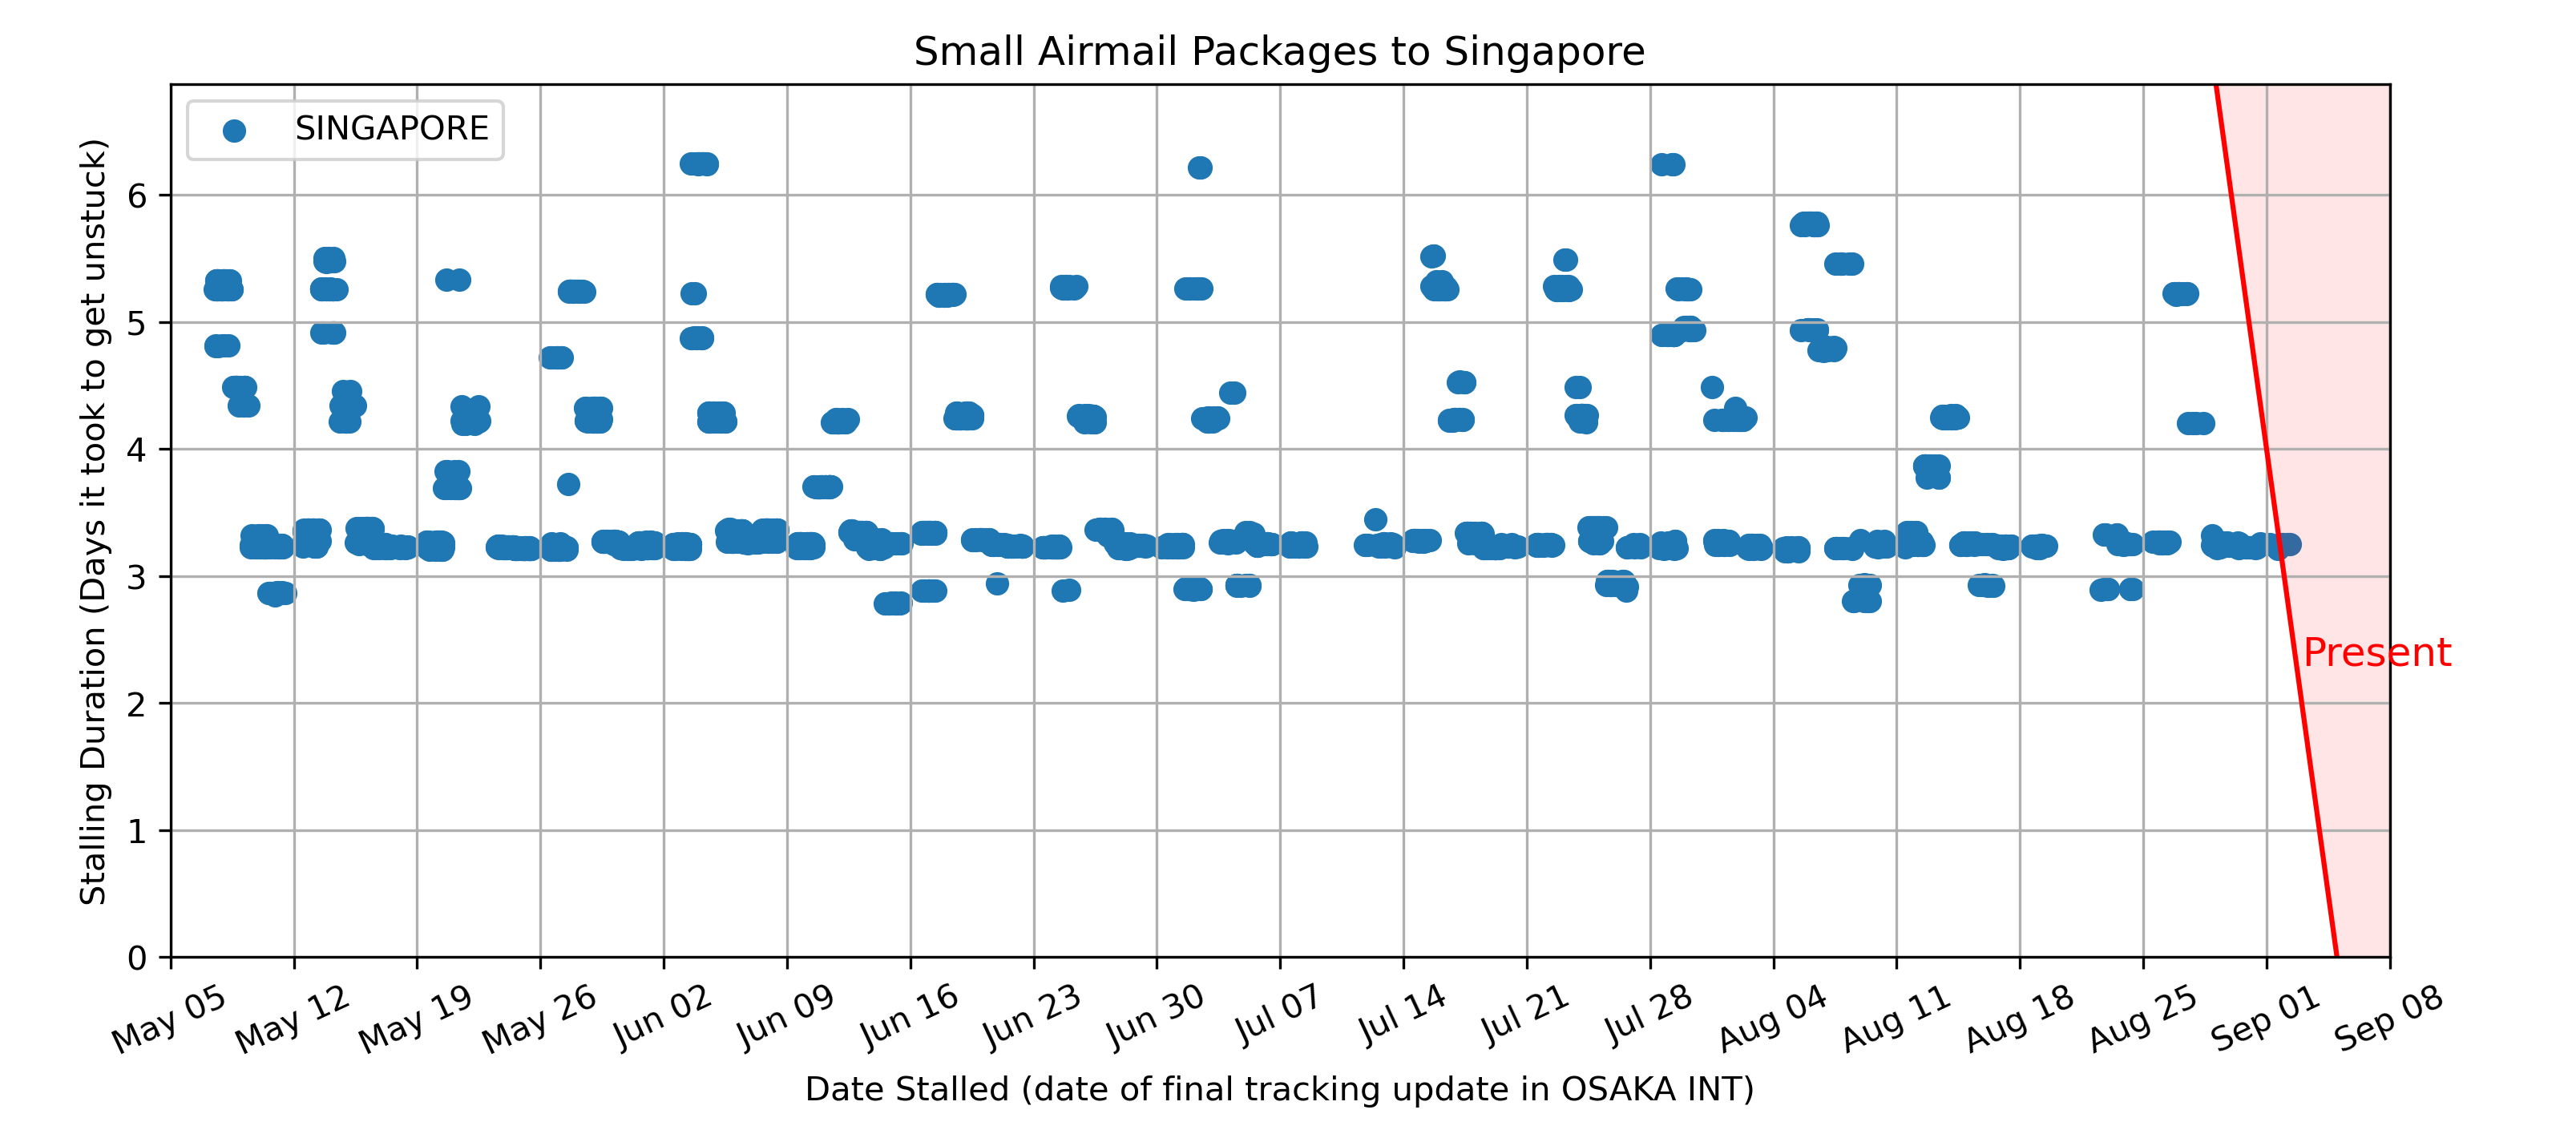 Small Airmail Packages to Singapore
SINGAPORE
Stalling Duration (Days it took to get unstuck)
6
5
4
3
2
1
0
Present
May 05
May 12
May 19
May 26
Jun 02
Jun 09
Jun 16
Jun 23
Jun 30
Jul 07
Jul 14
Jul 21
Jul 28
Aug 04
Aug 11
Aug 18
Aug 25
Sep 01
Sep 08
Date Stalled (date of final tracking update in OSAKA INT)